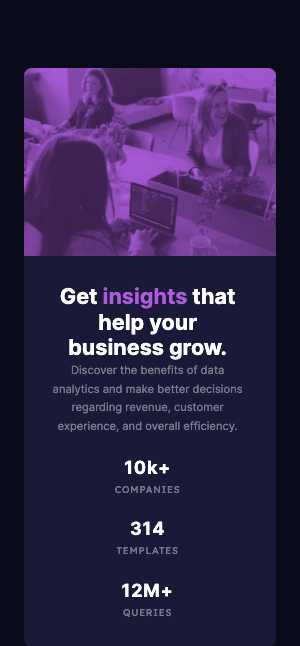 Get insights that
help your
business grow.
Discover the benefits of data
analytics and make better decisions
regarding revenue, customer
experience, and overall efficiency.
10k+
COMPANIES
314
TEMPLATES
12M+
QUERIES